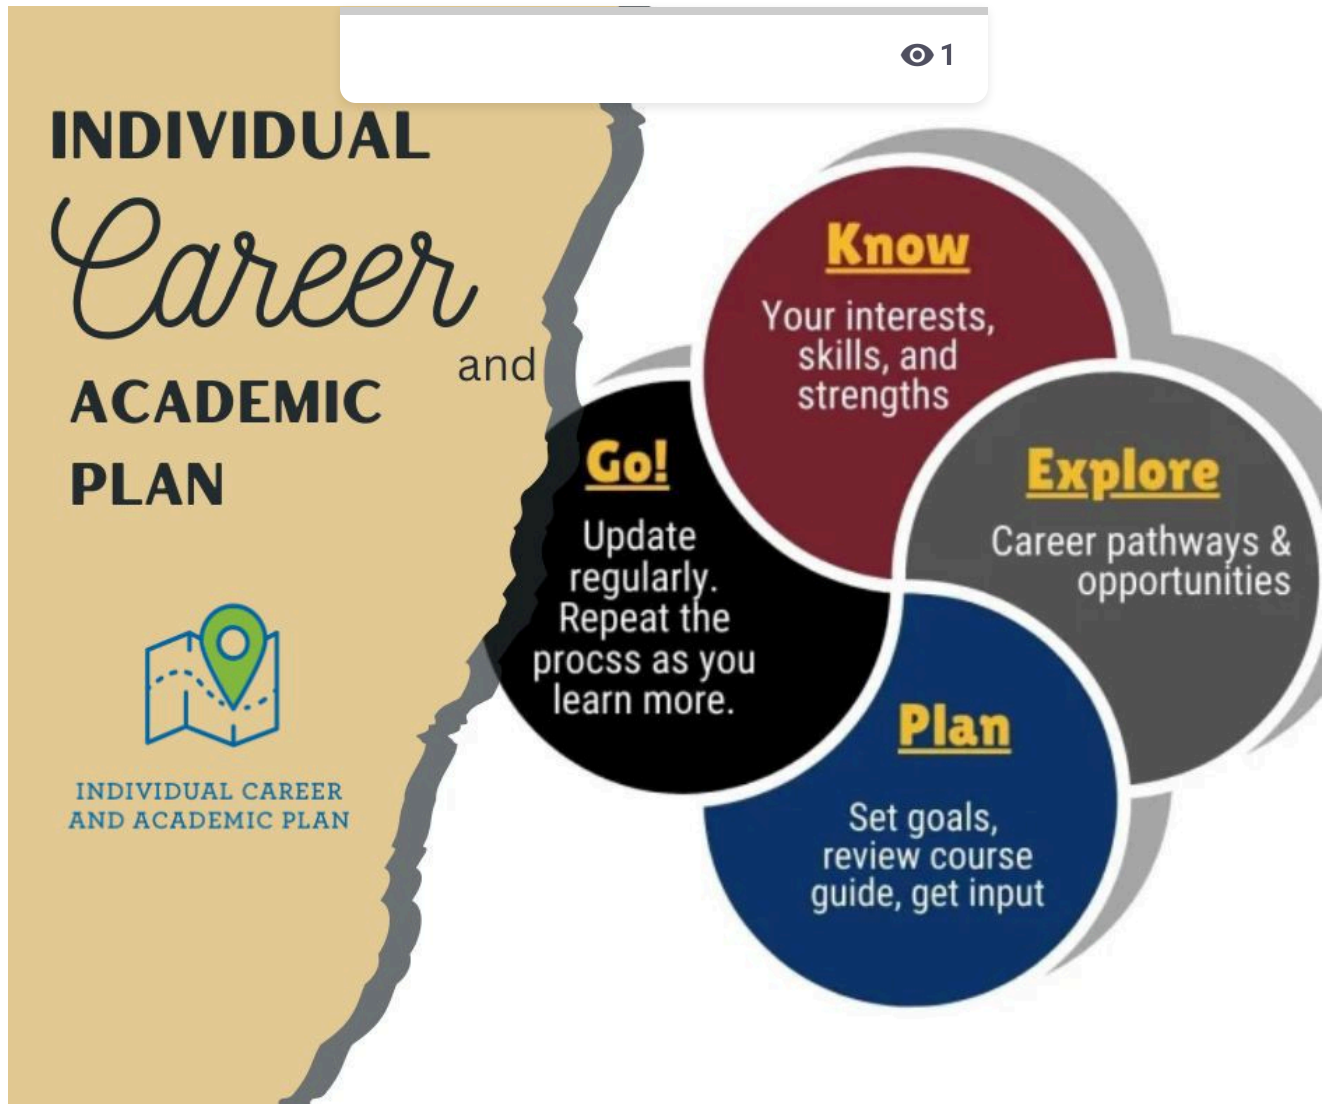 1
INDIVIDUAL
Career
and
ACADEMIC
PLAN
INDIVIDUAL CAREER
AND ACADEMIC PLAN
Know
Your interests,
skills, and
strengths
Explore
Career pathways &
opportunities
Plan
Set goals,
review course
guide, get input
Go!
Update
regularly.
Repeat the
procss as you
learn more.